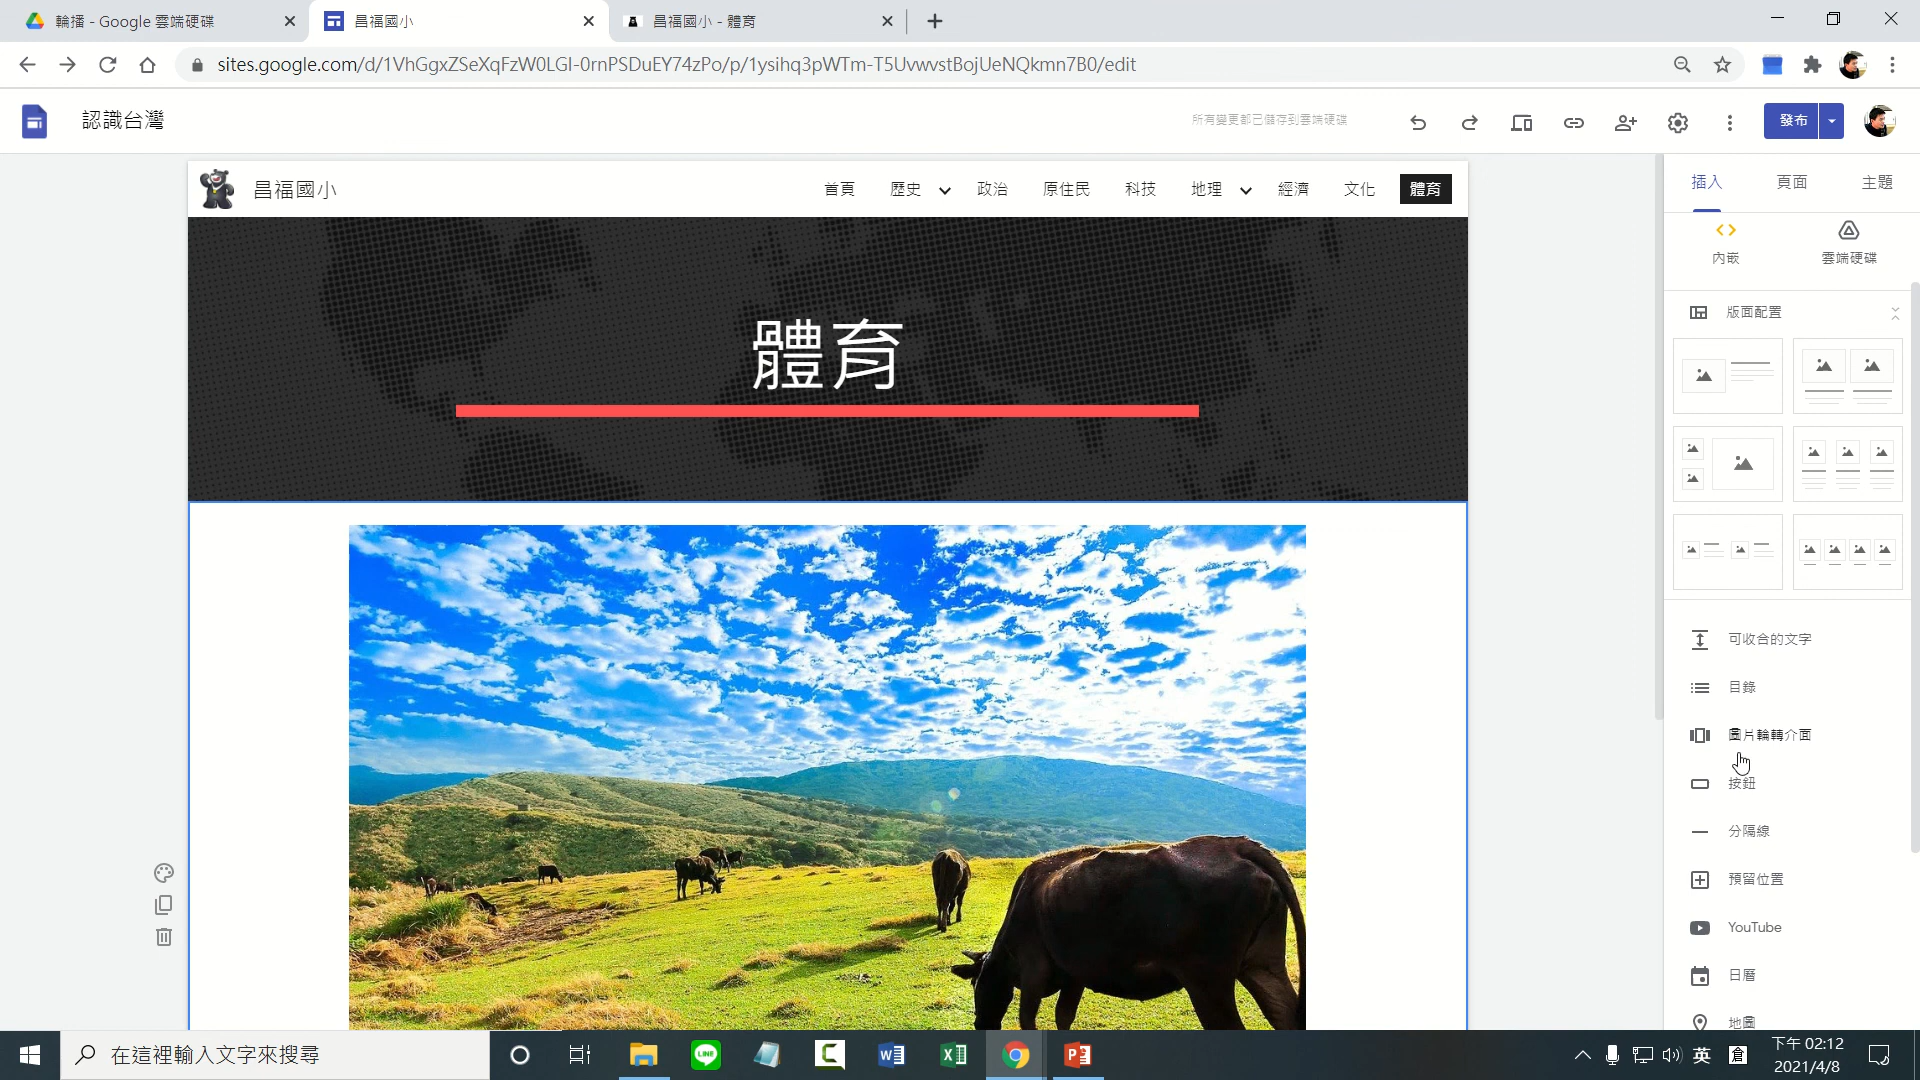 輪播 - Google 雲端硬碟
昌福國小
昌福國小 - 體育
sites.google.com/d/1VhGgxZSeXqFzW0LGI-0rnPSDuEY74zPo/p/1ysihq3pWTm-T5UvwvstBojUeNQkmn7B0/edit
認識台灣
所有變更都已儲存到雲端硬碟
發布
昌福國小
首頁
歷史
政治
原住民
科技
地理
經濟
文化
體育
體育
插入
頁面
主題
內嵌
雲端硬碟
版面配置
可收合的文字
目錄
圖片輪轉介面
按鈕
分隔線
預留位置
YouTube
日曆
地圖
在這裡輸入文字來搜尋
英
倉
下午 02:12
2021/4/8